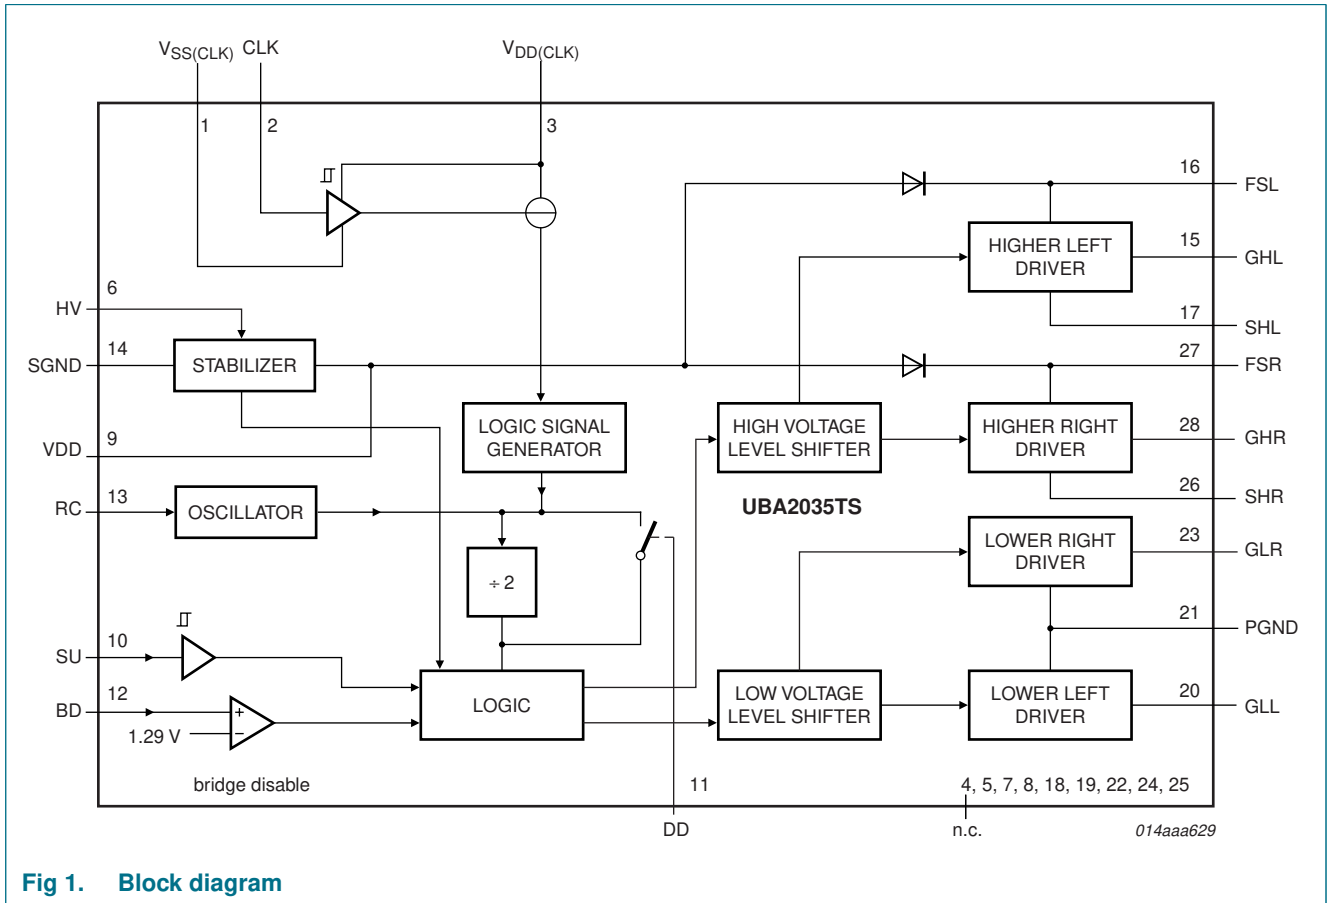 VSS(CLK) CLK VDD(CLK)
1 2 3
16 FSL
HIGHER LEFT
DRIVER
15 GHL
17 SHL
6
HV
14
SGND
STABILIZER
27 FSR
9
VDD
LOGIC SIGNAL
GENERATOR
HIGH VOLTAGE
LEVEL SHIFTER
HIGHER RIGHT
DRIVER
28 GHR
26 SHR
13
RC
OSCILLATOR
UBA2035TS
LOWER RIGHT
DRIVER
23 GLR
÷ 2
21 PGND
10
SU
12
BD
+
−
1.29 V
LOGIC
LOW VOLTAGE
LEVEL SHIFTER
LOWER LEFT
DRIVER
20 GLL
bridge disable
11
DD
4, 5, 7, 8, 18, 19, 22, 24, 25
n.c.
014aaa629
Fig 1. Block diagram